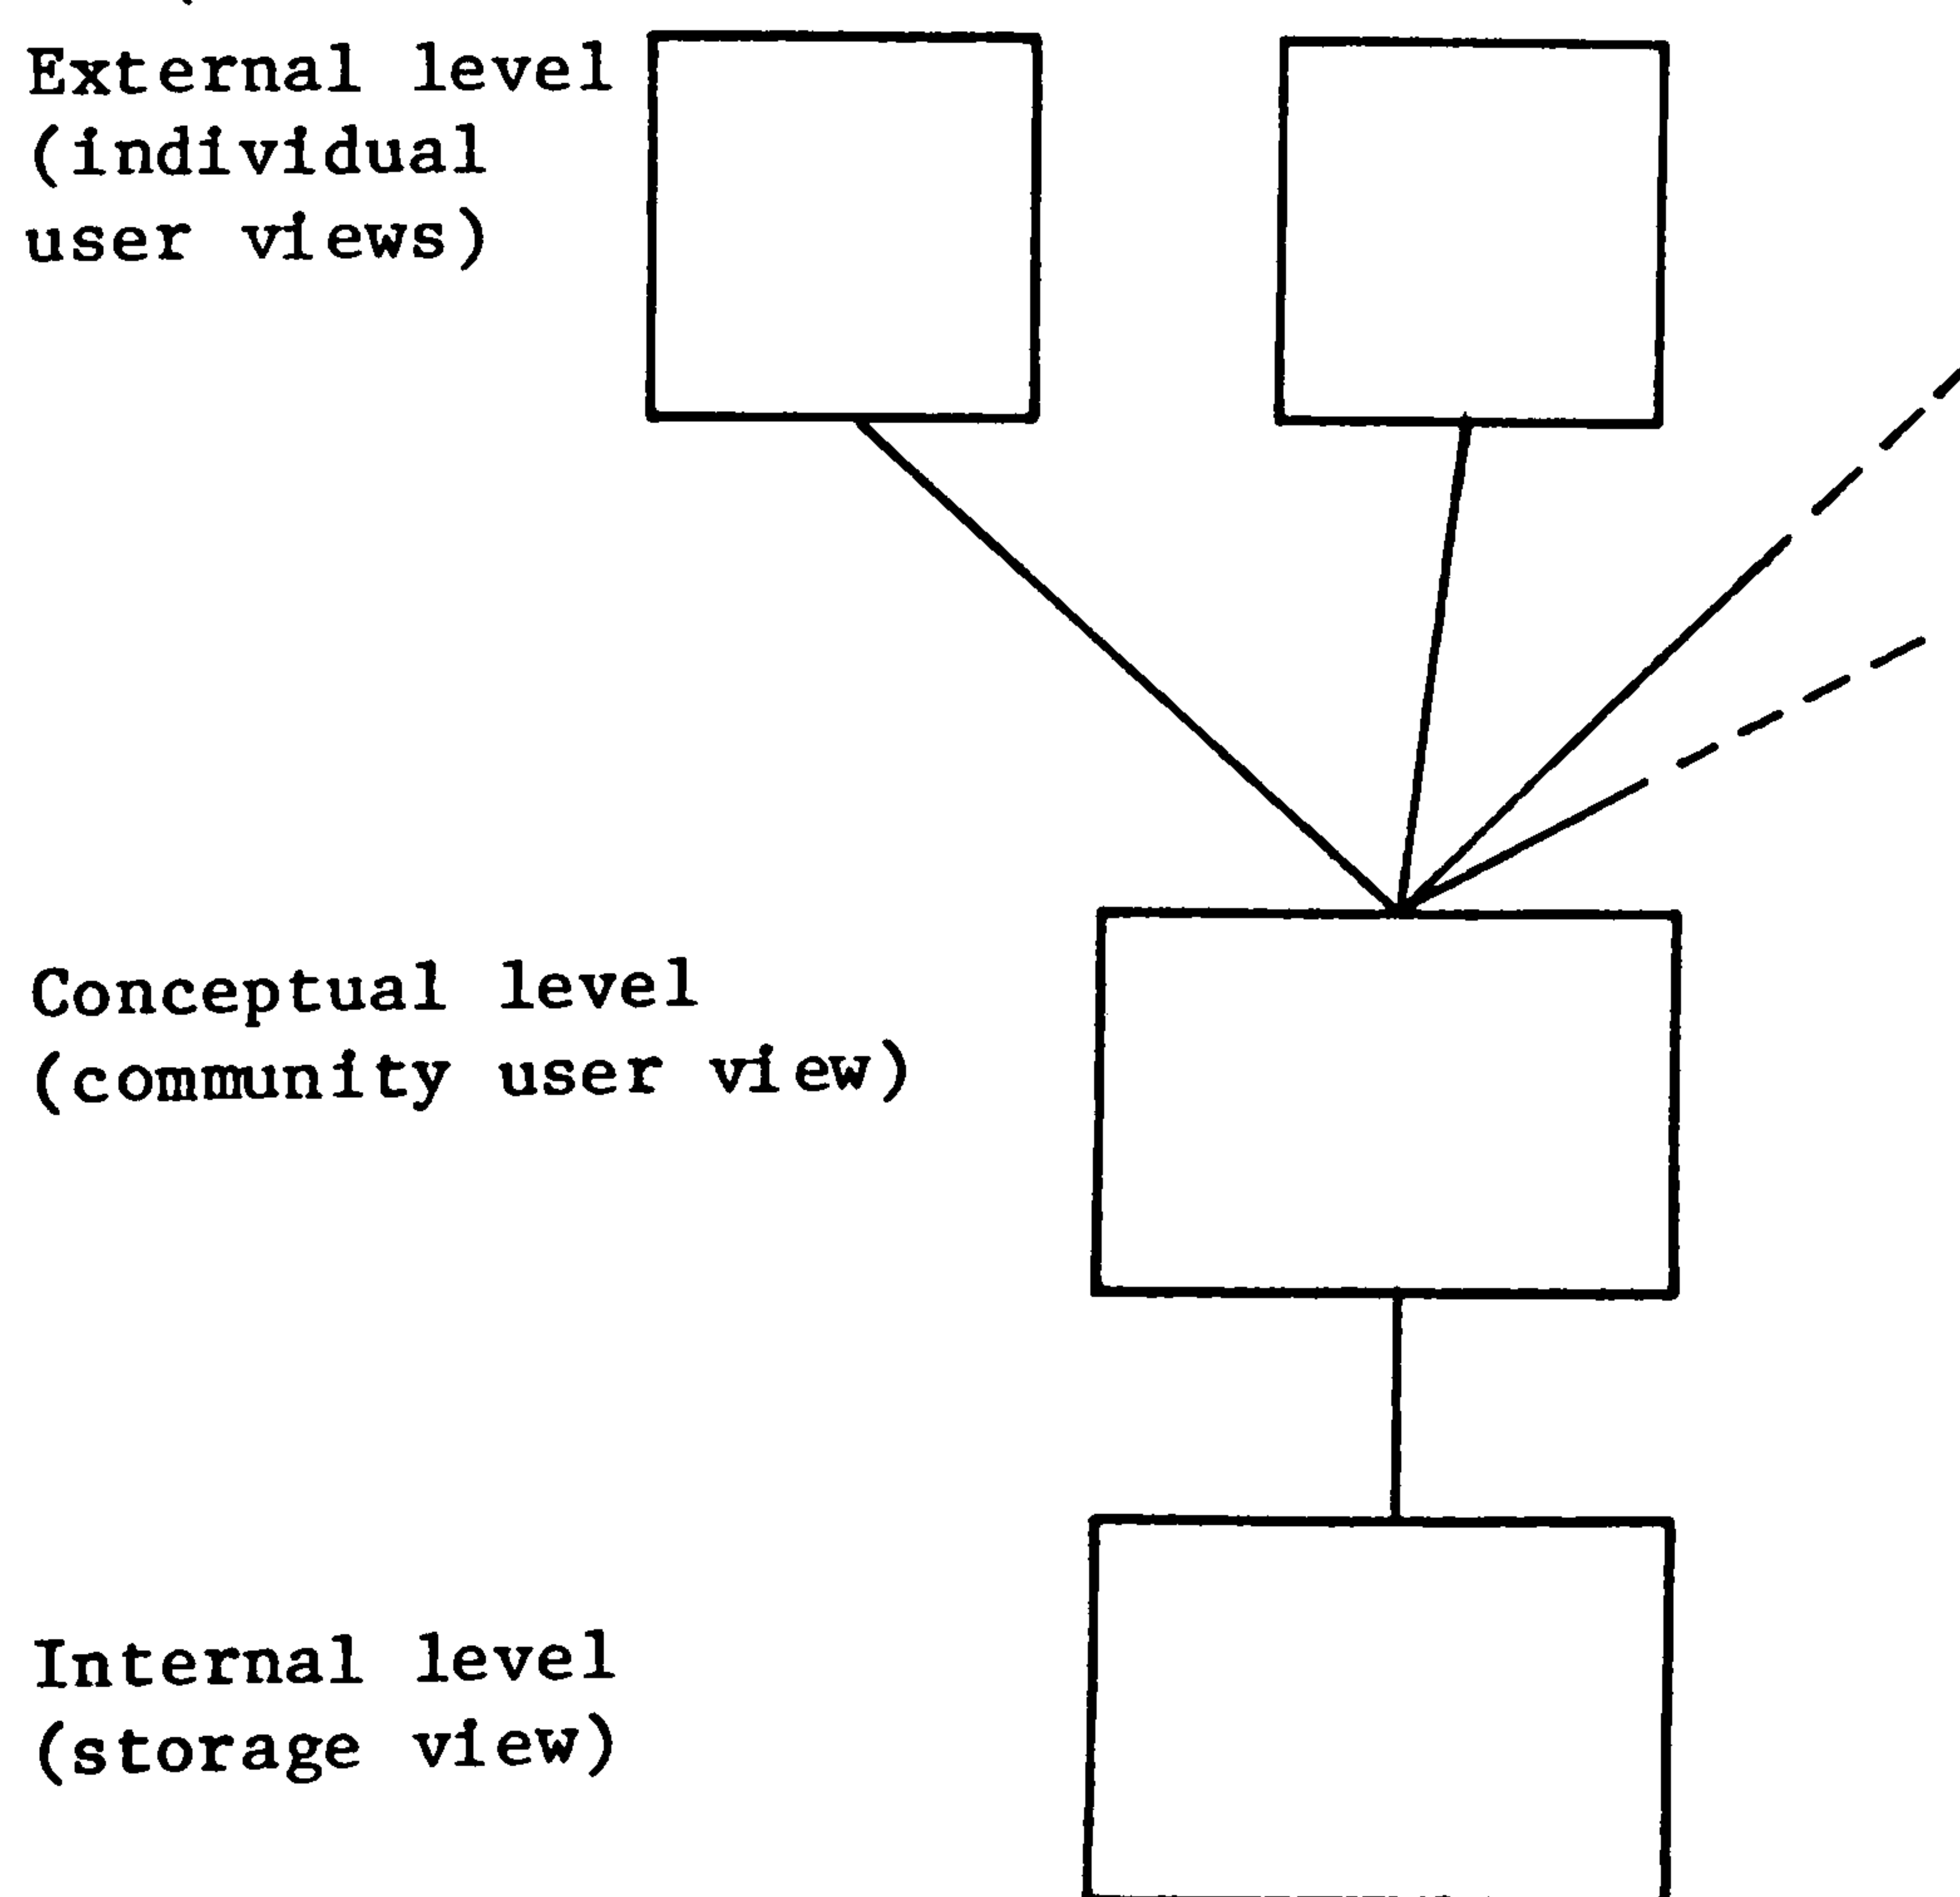 External level
(individual
user views)
Conceptual level
(community user view)
Internal level
(storage view)